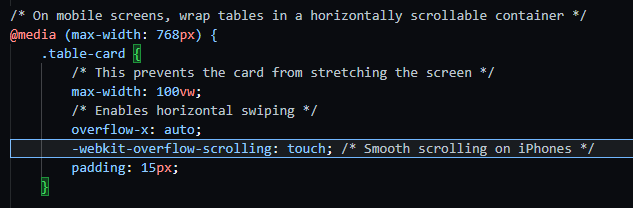 /* On mobile screens, wrap tables in a horizontally scrollable container */
@media (max-width: 768px) {
    .table-card {
        /* This prevents the card from stretching the screen */
        max-width: 100vw;
        /* Enables horizontal swiping */
        overflow-x: auto;
        -webkit-overflow-scrolling: touch; /* Smooth scrolling on iPhones */
        padding: 15px;
    }